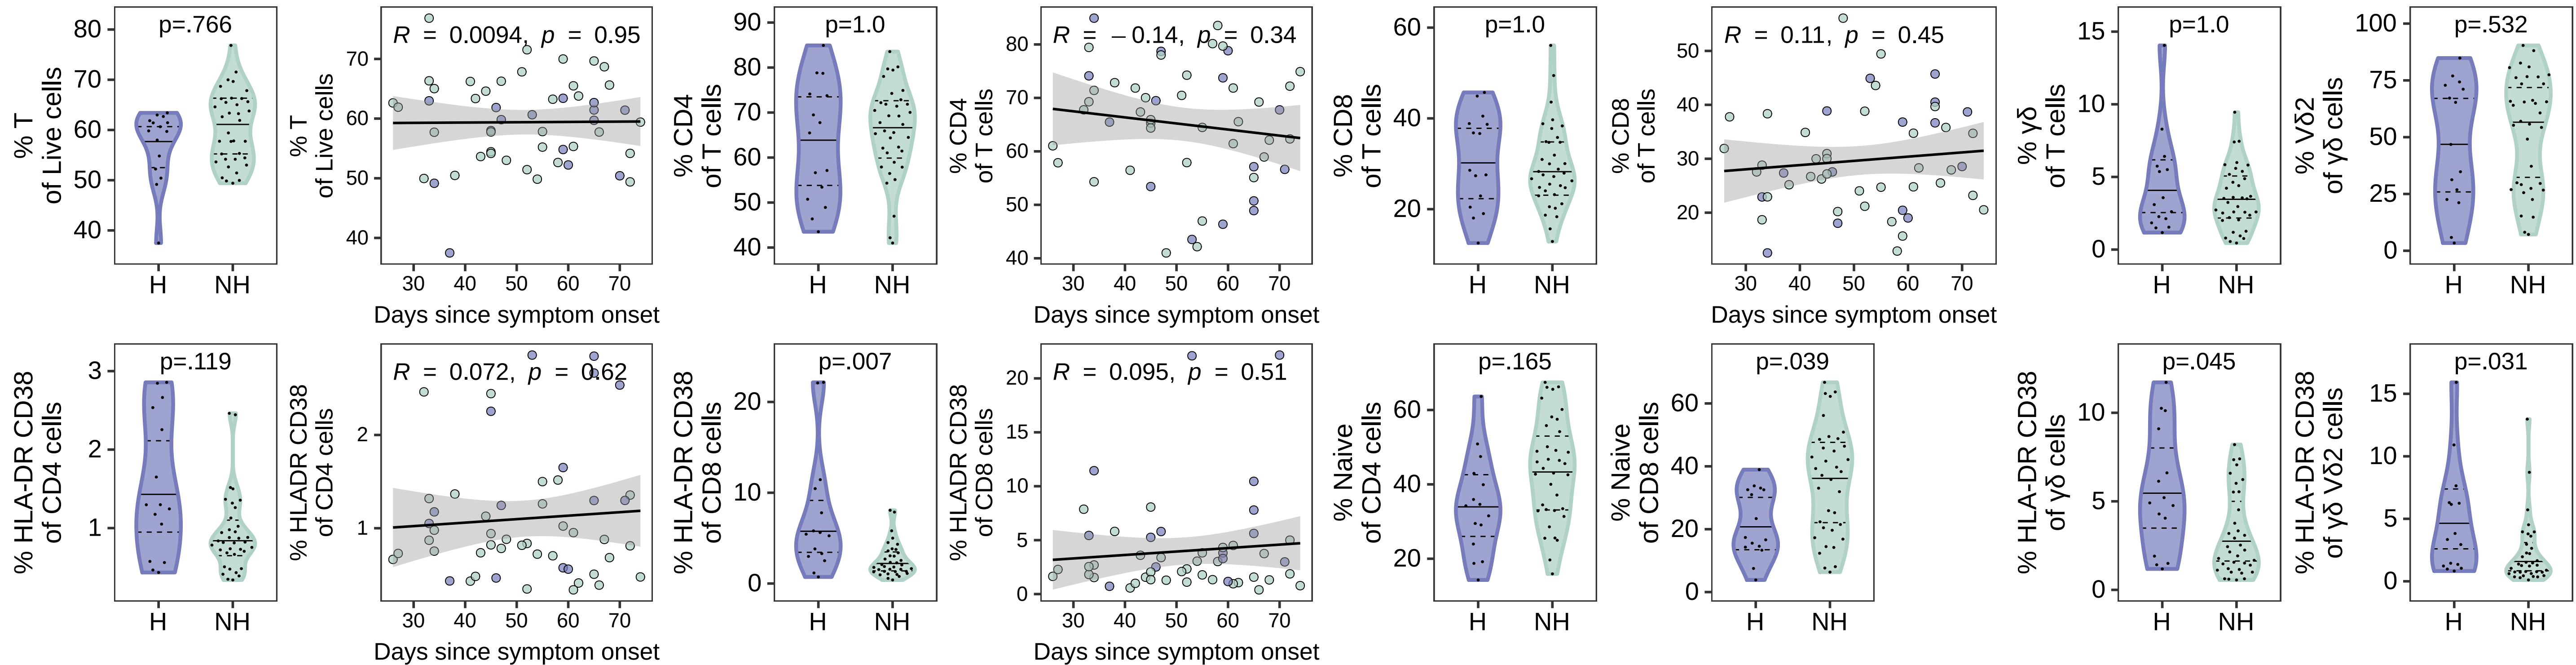 % T
of Live cells
80
70
60
50
40
p=.766
H NH
% T
of Live cells
70
60
50
40
R = 0.0094, p = 0.95
30 40 50 60 70
Days since symptom onset
% CD4
of T cells
90
80
70
60
50
40
p=1.0
H NH
% CD4
of T cells
80
70
60
50
40
R = −0.14, p = 0.34
30 40 50 60 70
Days since symptom onset
% CD8
of T cells
60
40
20
p=1.0
H NH
% CD8
of T cells
50
40
30
20
R = 0.11, p = 0.45
30 40 50 60 70
Days since symptom onset
% γδ
of T cells
15
10
5
0
p=1.0
H NH
% Vδ2
of γδ cells
100
75
50
25
0
p=.532
H NH
% HLA-DR CD38
of CD4 cells
3
2
1
p=.119
H NH
% HLADR CD38
of CD4 cells
2
1
R = 0.072, p = 0.62
30 40 50 60 70
Days since symptom onset
% HLA-DR CD38
of CD8 cells
20
10
0
p=.007
H NH
% HLADR CD38
of CD8 cells
20
15
10
5
0
R = 0.095, p = 0.51
30 40 50 60 70
Days since symptom onset
% Naive
of CD4 cells
60
40
20
p=.165
H NH
% Naive
of CD8 cells
60
40
20
0
p=.039
H NH
% HLA-DR CD38
of γδ cells
10
5
0
p=.045
H NH
% HLA-DR CD38
of γδ Vδ2 cells
15
10
5
0
p=.031
H NH